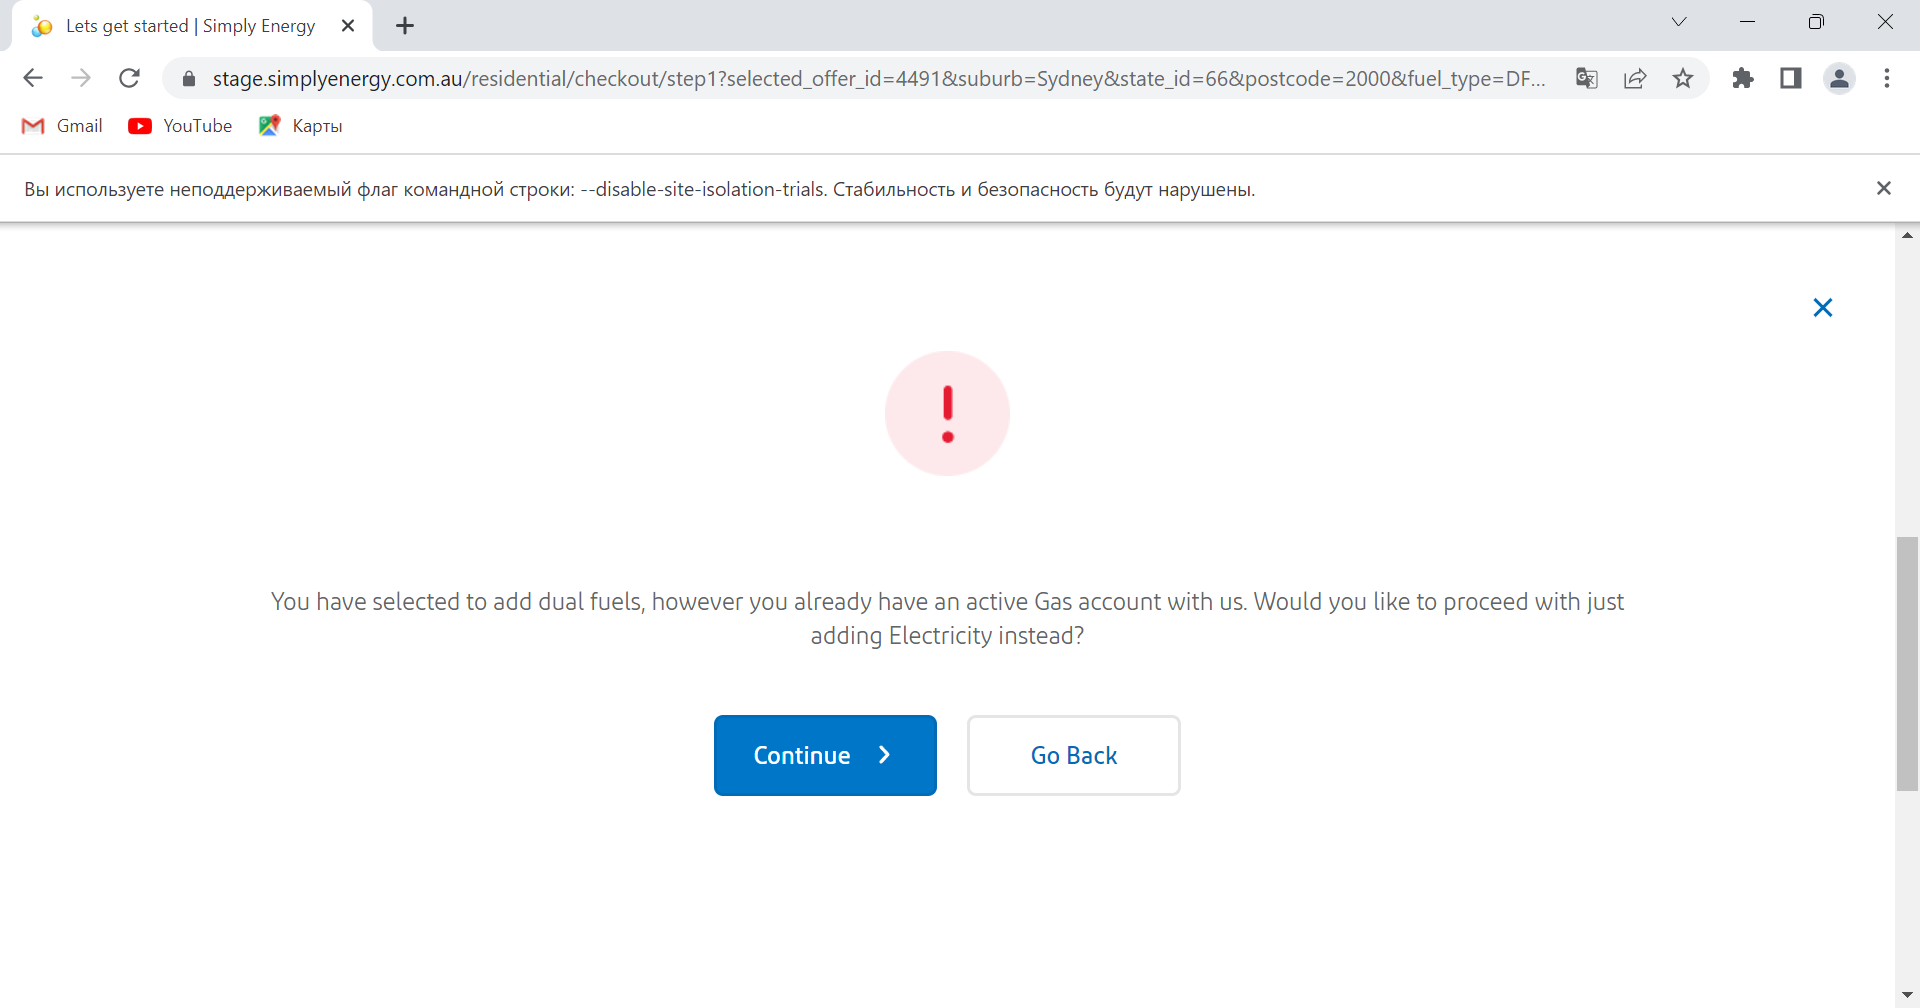 Lets get started | Simply Energy
stage.simplyenergy.com.au/residential/checkout/step1?selected_offer_id=4491&suburb=Sydney&state_id=66&postcode=2000&fuel_type=DF...
Gmail YouTube Карты
Вы используете неподдерживаемый флаг командной строки: --disable-site-isolation-trials. Стабильность и безопасность будут нарушены.
You have selected to add dual fuels, however you already have an active Gas account with us. Would you like to proceed with just
adding Electricity instead?
Continue Go Back